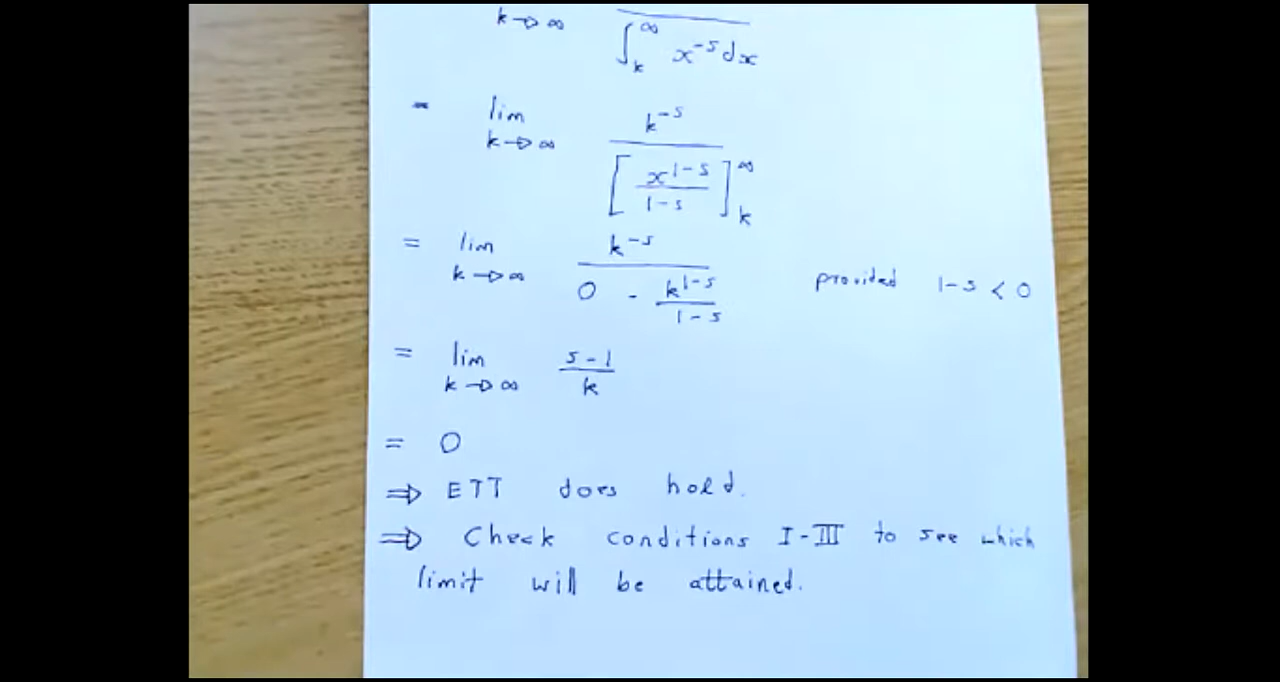 k→∞ ∫_k^∞ x^{-s} dx
= lim k→∞ k^{-s} / [x^{1-s} / 1-s]_k^∞
= lim k→∞ k^{-s} / (0 - k^{1-s} / 1-s) provided 1-s < 0
= lim k→∞ s-1 / k
= 0
⇒ ETT does hold.
⇒ Check conditions I-III to see which
limit will be attained.